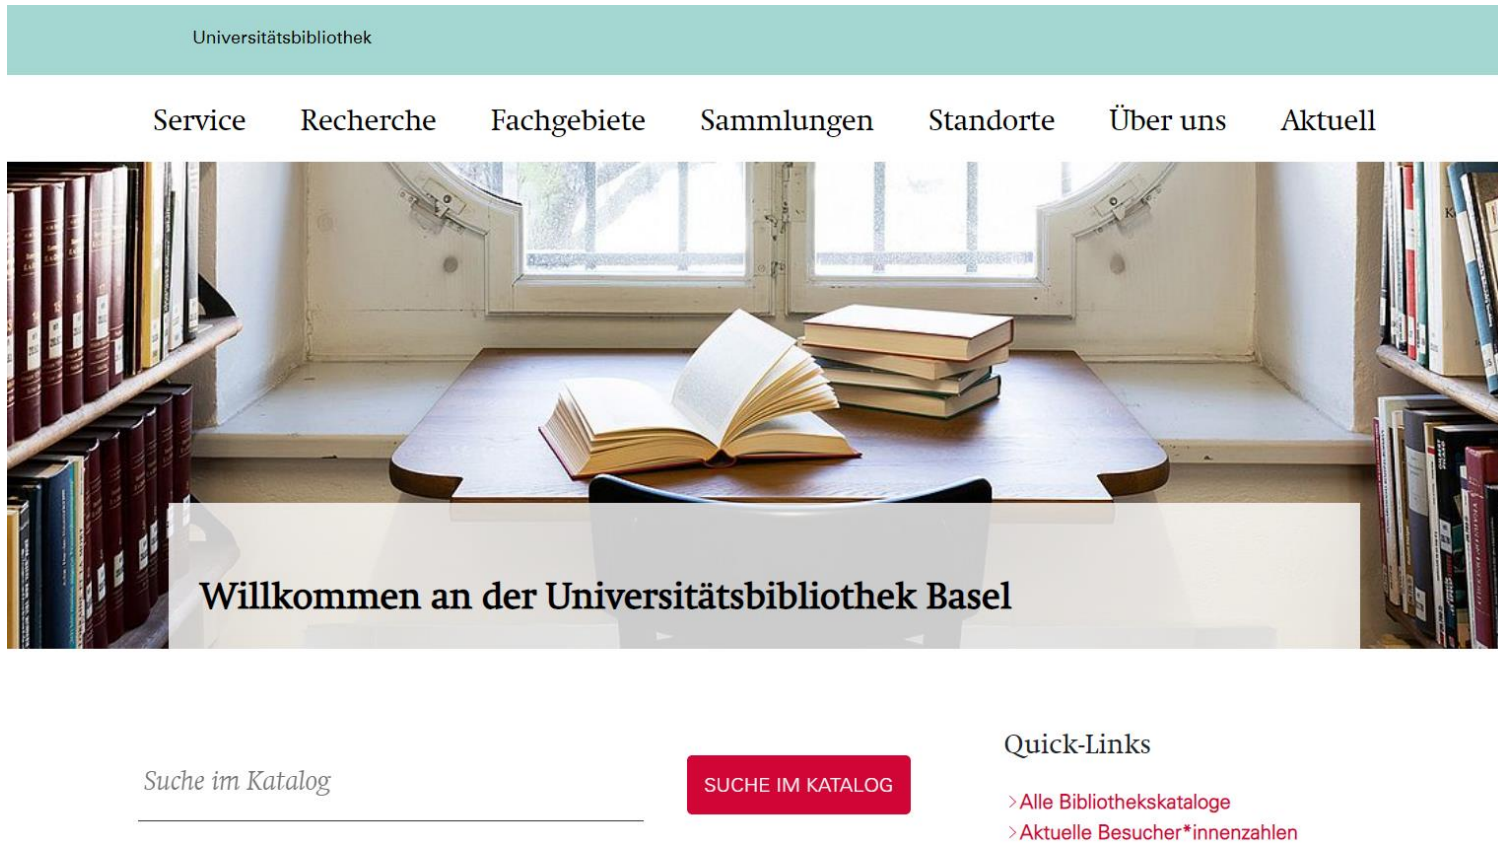 Universitätsbibliothek
Service Recherche Fachgebiete Sammlungen Standorte Über uns Aktuell
Willkommen an der Universitätsbibliothek Basel
Quick-Links
Suche im Katalog SUCHE IM KATALOG
>Alle Bibliothekskataloge
>Aktuelle Besucher*innenzahlen